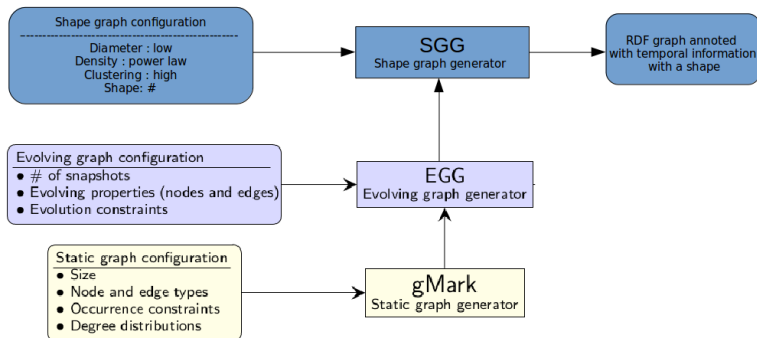 Shape graph configuration
------------------------------------------------
Diameter : low
Density : power law
Clustering : high
Shape: #
SGG
Shape graph generator
RDF graph annoted
with temporal information
with a shape
Evolving graph configuration
● # of snapshots
● Evolving properties (nodes and edges)
● Evolution constraints
EGG
Evolving graph generator
Static graph configuration
● Size
● Node and edge types
● Occurrence constraints
● Degree distributions
gMark
Static graph generator